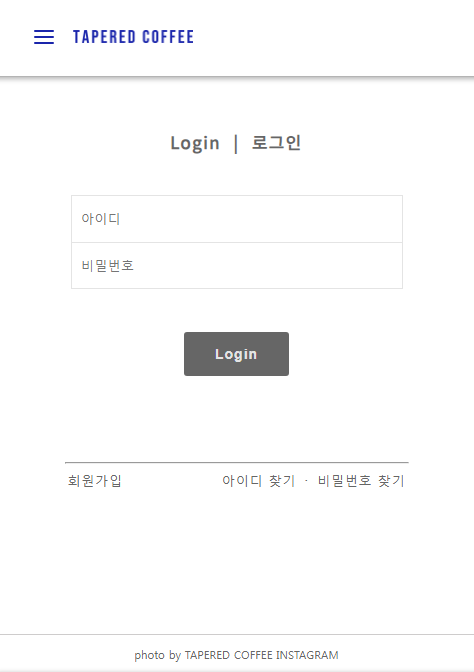 TAPERED COFFEE
Login | 로그인
아이디
비밀번호
Login
회원가입 아이디 찾기 · 비밀번호 찾기
photo by TAPERED COFFEE INSTAGRAM